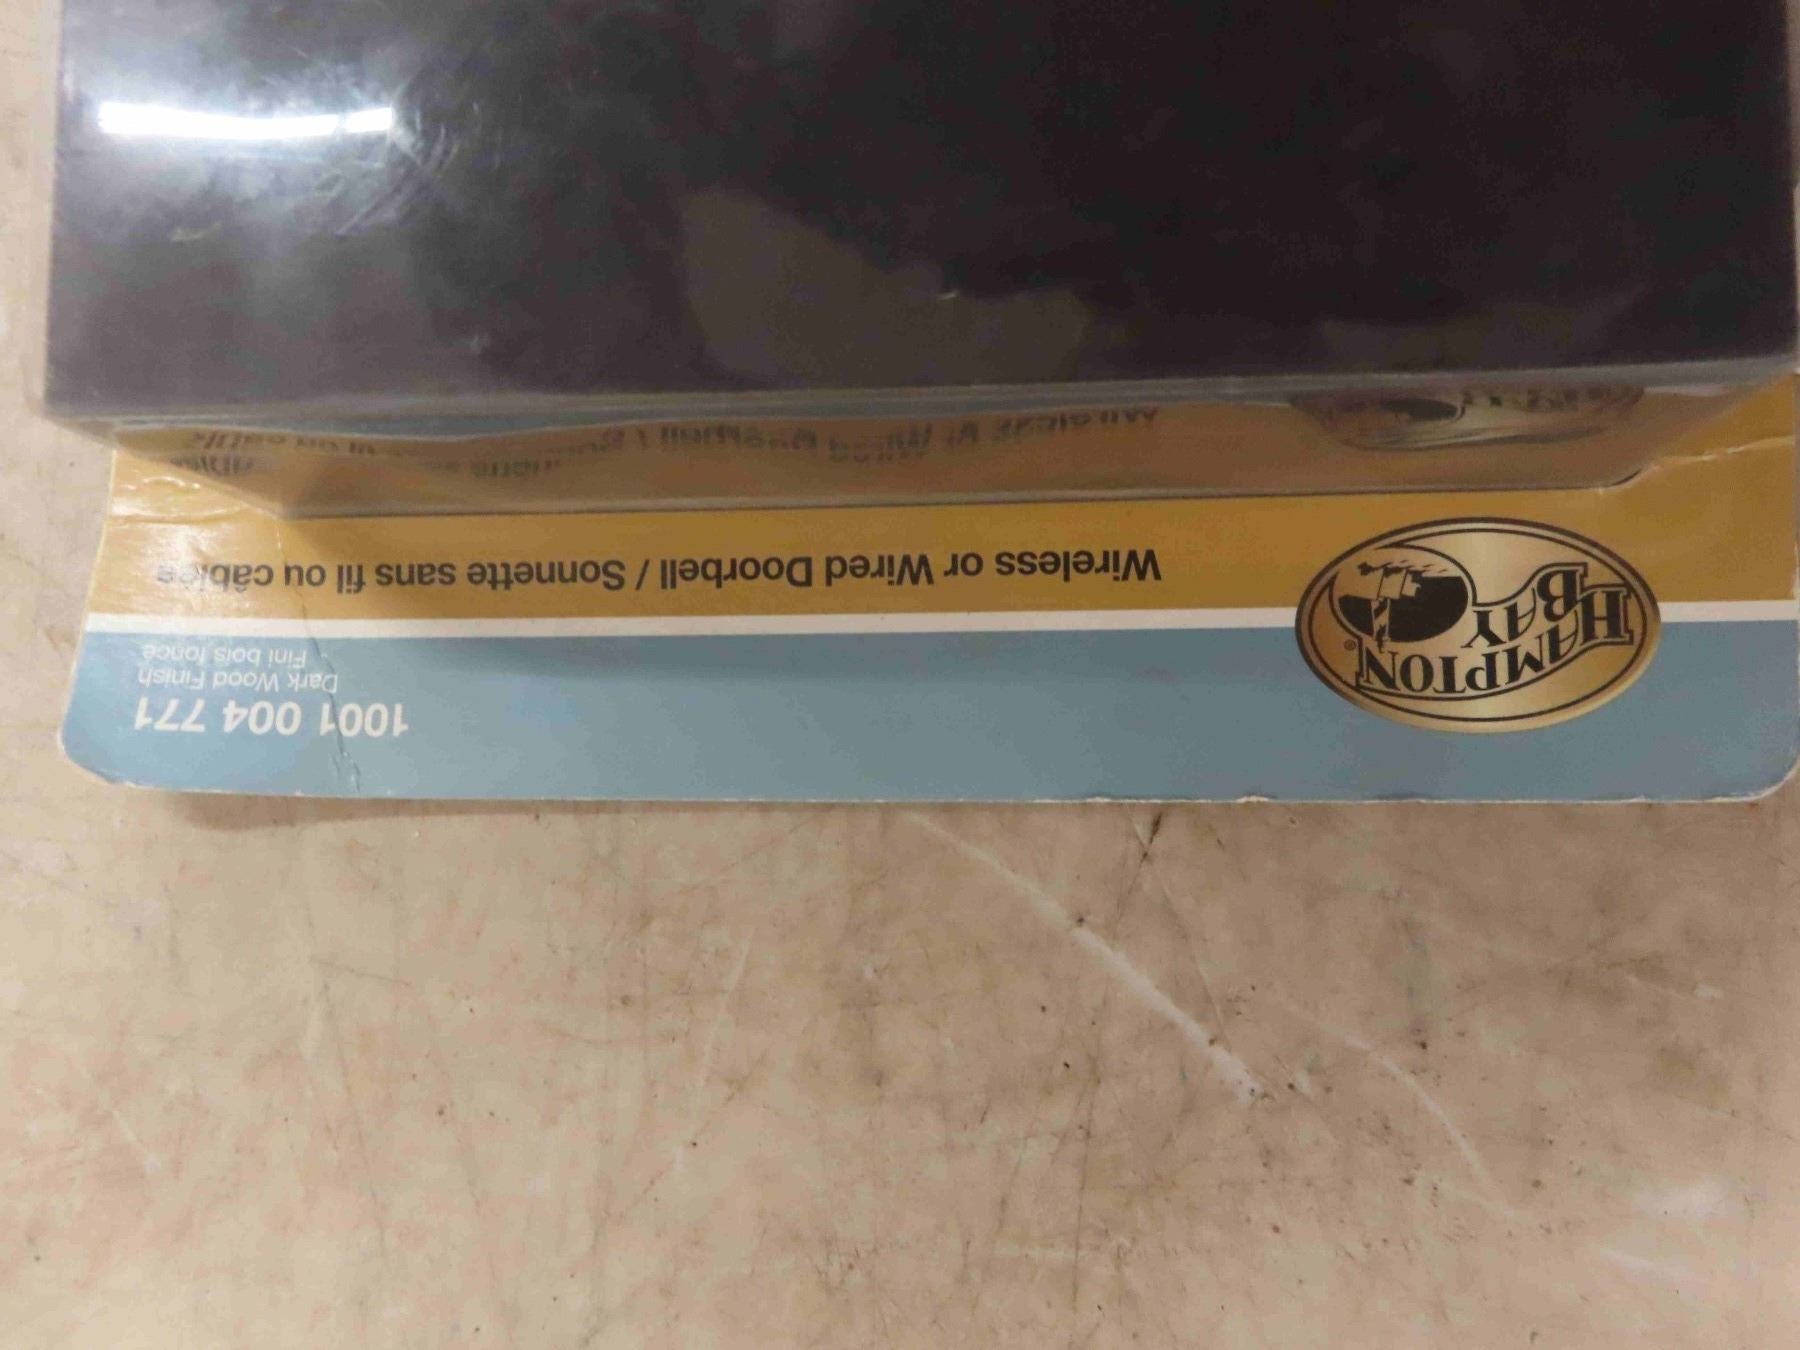 HAMPTON
BAY®
Wireless or Wired Doorbell / Sonnette sans fil ou câbles
1001 004 771
Dark Wood Finish
Fini bois foncé